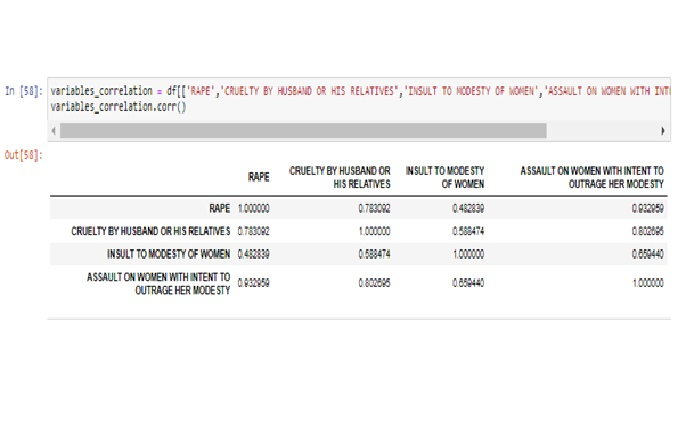 In [58]: variables_correlation = df[['RAPE','CRUELTY BY HUSBAND OR HIS RELATIVES','INSULT TO MODESTY OF WOMEN','ASSAULT ON WOMEN WITH INT
variables_correlation.corr()
Out[58]:
RAPE CRUELTY BY HUSBAND OR HIS RELATIVES INSULT TO MODESTY OF WOMEN ASSAULT ON WOMEN WITH INTENT TO OUTRAGE HER MODESTY
RAPE 1.000000 0.783092 0.482839 0.932959
CRUELTY BY HUSBAND OR HIS RELATIVES 0.783092 1.000000 0.588474 0.802695
INSULT TO MODESTY OF WOMEN 0.482839 0.588474 1.000000 0.659440
ASSAULT ON WOMEN WITH INTENT TO OUTRAGE HER MODESTY 0.932959 0.802695 0.659440 1.000000